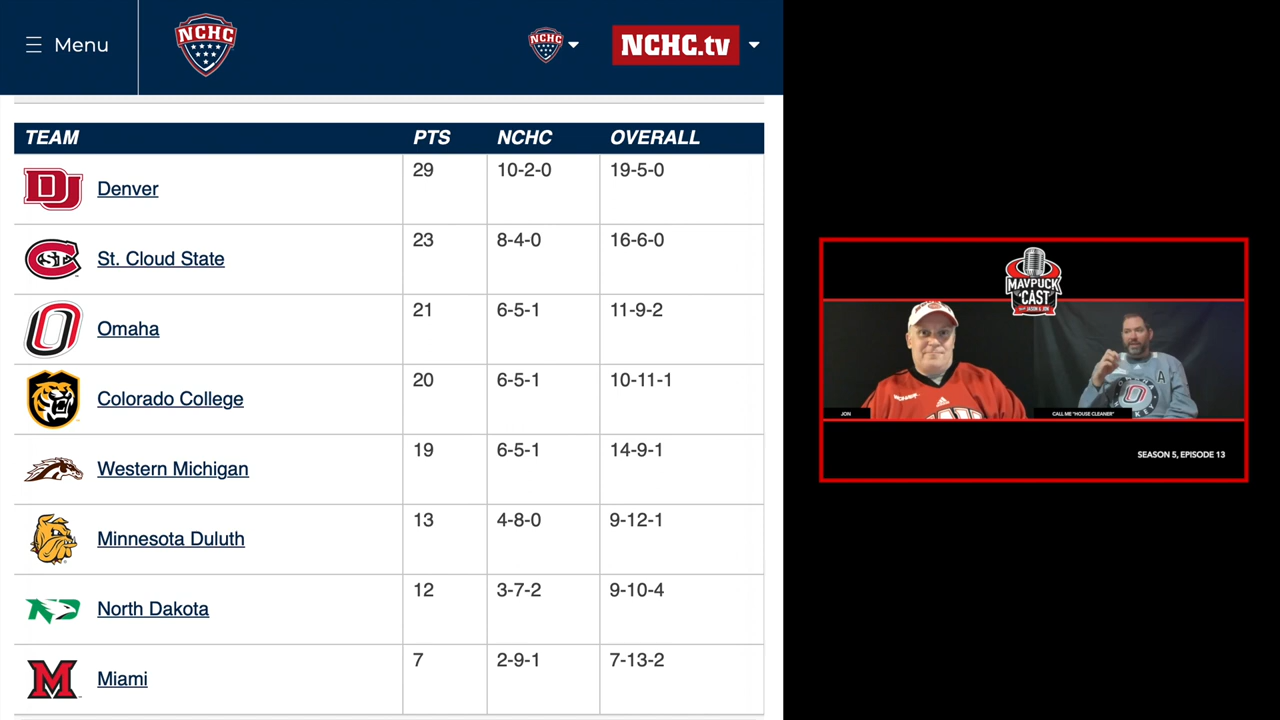 Menu
NCHC
NCHC
NCHC.tv
TEAM PTS NCHC OVERALL
Denver 29 10-2-0 19-5-0
St. Cloud State 23 8-4-0 16-6-0
Omaha 21 6-5-1 11-9-2
Colorado College 20 6-5-1 10-11-1
Western Michigan 19 6-5-1 14-9-1
Minnesota Duluth 13 4-8-0 9-12-1
North Dakota 12 3-7-2 9-10-4
M Miami 7 2-9-1 7-13-2
MAVPUCK
CAST
WITH JASON & JON
A
JON
CALL ME "HOUSE CLEANER"
SEASON 5, EPISODE 13